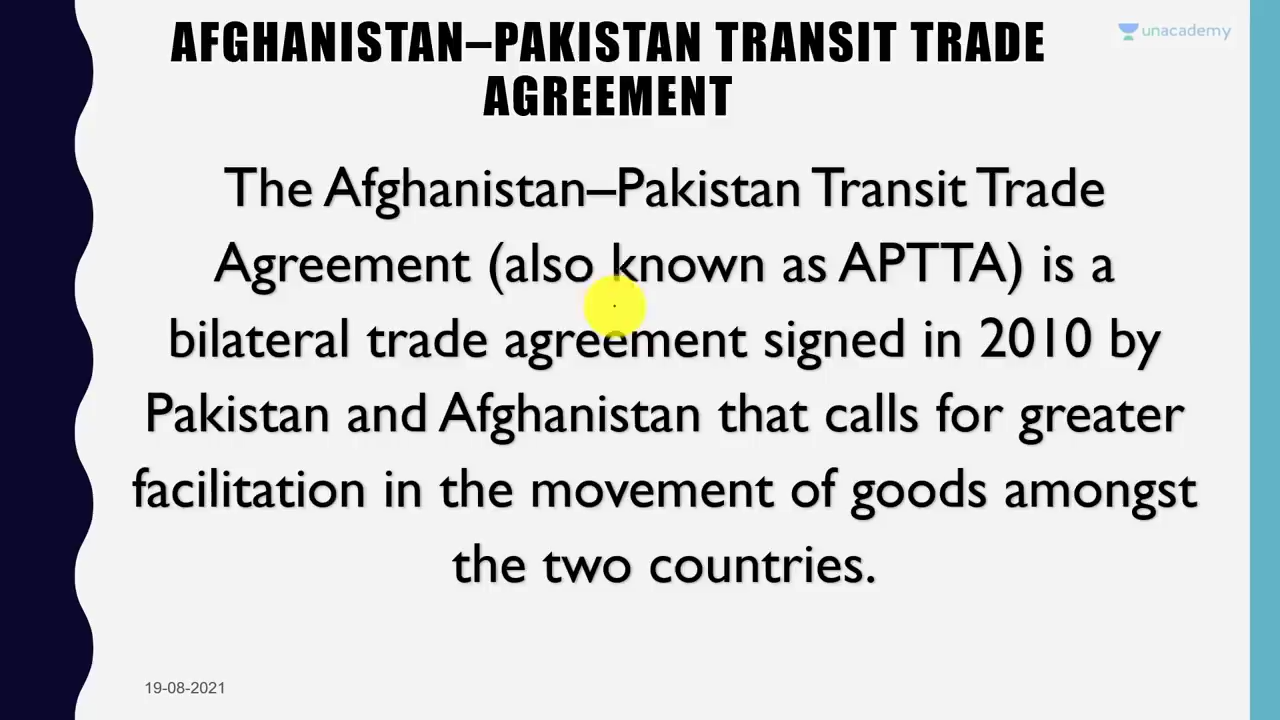 AFGHANISTAN–PAKISTAN TRANSIT TRADE
AGREEMENT
unacademy
The Afghanistan–Pakistan Transit Trade
Agreement (also known as APTTA) is a
bilateral trade agreement signed in 2010 by
Pakistan and Afghanistan that calls for greater
facilitation in the movement of goods amongst
the two countries.
19-08-2021